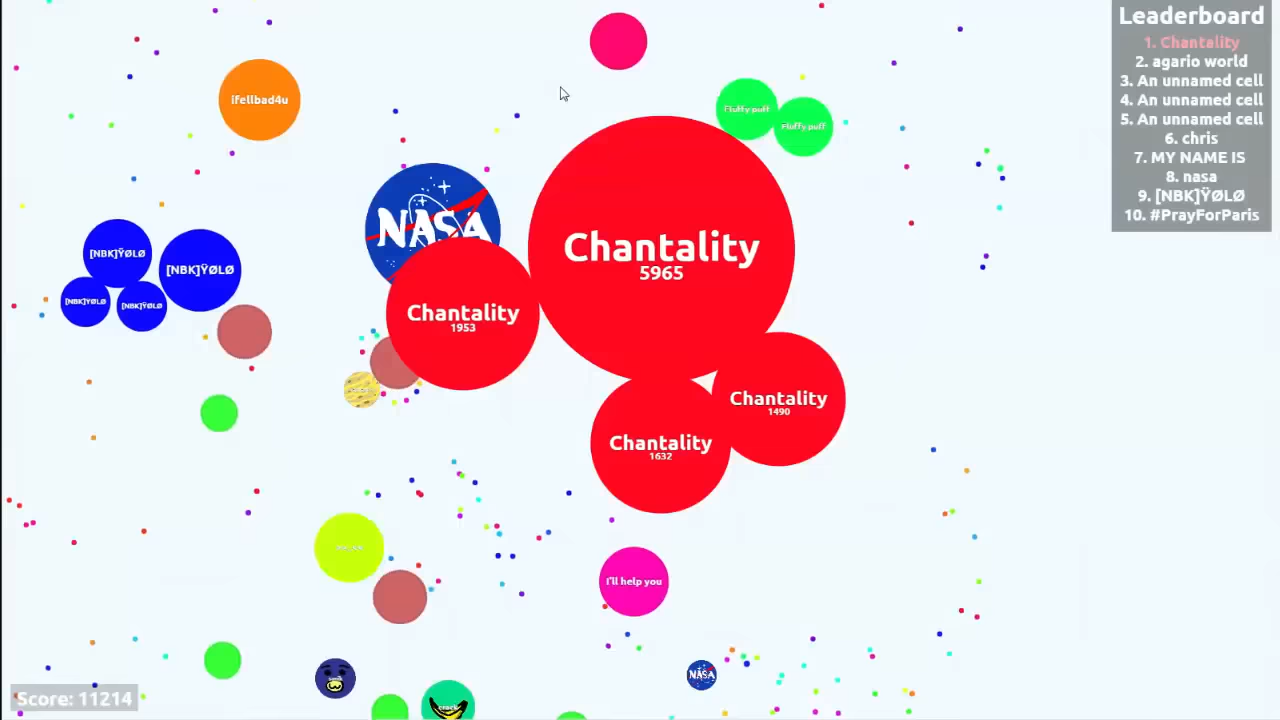 Leaderboard
1. Chantality
2. agario world
3. An unnamed cell
4. An unnamed cell
5. An unnamed cell
6. chris
7. MY NAME IS
8. nasa
9. [NBK]ŸØLØ
10. #PrayForParis
ifellbad4u
Fluffy puff
Fluffy puff
NASA
Chantality
5965
[NBK]ŸØLØ
[NBK]ŸØLØ
[NBK]ŸØLØ
[NBK]ŸØLØ
Chantality
1953
Chantality
1490
Chantality
1632
I'll help you
NASA
Score: 11214